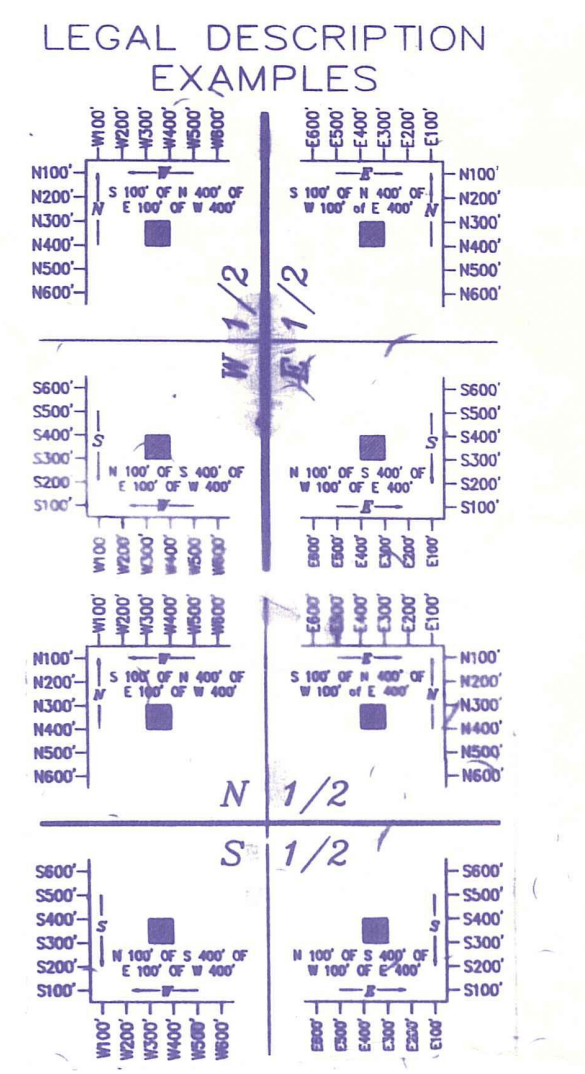 LEGAL DESCRIPTION
EXAMPLES
W100' W200' W300' W400' W500' W600'
N100'
N200'
N300'
N400'
N500'
N600'
W
N
S 100' OF N 400' OF
E 100' OF W 400'
E600' E500' E400' E300' E200' E100'
N100'
N200'
N300'
N400'
N500'
N600'
E
N
S 100' OF N 400' OF
W 100' of E 400'
W 1/2
E 1/2
S600'
S500'
S400'
S300'
S200
S100'
S
N 100' OF S 400' OF
E 100' OF W 400'
W
W100 W200' W300' W400' W500' W600'
S600'
S500'
S400'
S300'
S200'
S100'
S
N 100' OF S 400' OF
W 100' OF E 400'
E
E600' E500' E400' E300' E200' E100'
W100' W200' W300' W400' W500' W600'
N100'
N200'
N300'
N400'
N500'
N600'
W
N
S 100' OF N 400' OF
E 100' OF W 400'
E600' E400' E300' E200' E100'
N100'
N200'
N300'
N400'
N500'
N600'
E
N
S 100' OF N 400' OF
W 100' of E 400'
N 1/2
S 1/2
S600'
S500'
S400'
S300'
S200'
S100'
S
N 100' OF S 400' OF
E 100' OF W 400'
W
W100' W200' W300' W400' W500' W600'
S600'
S500'
S400'
S300'
S200'
S100'
S
N 100' OF S 400' OF
W 100' OF E 400'
E
E600' E500' E400' E300' E200' E100'